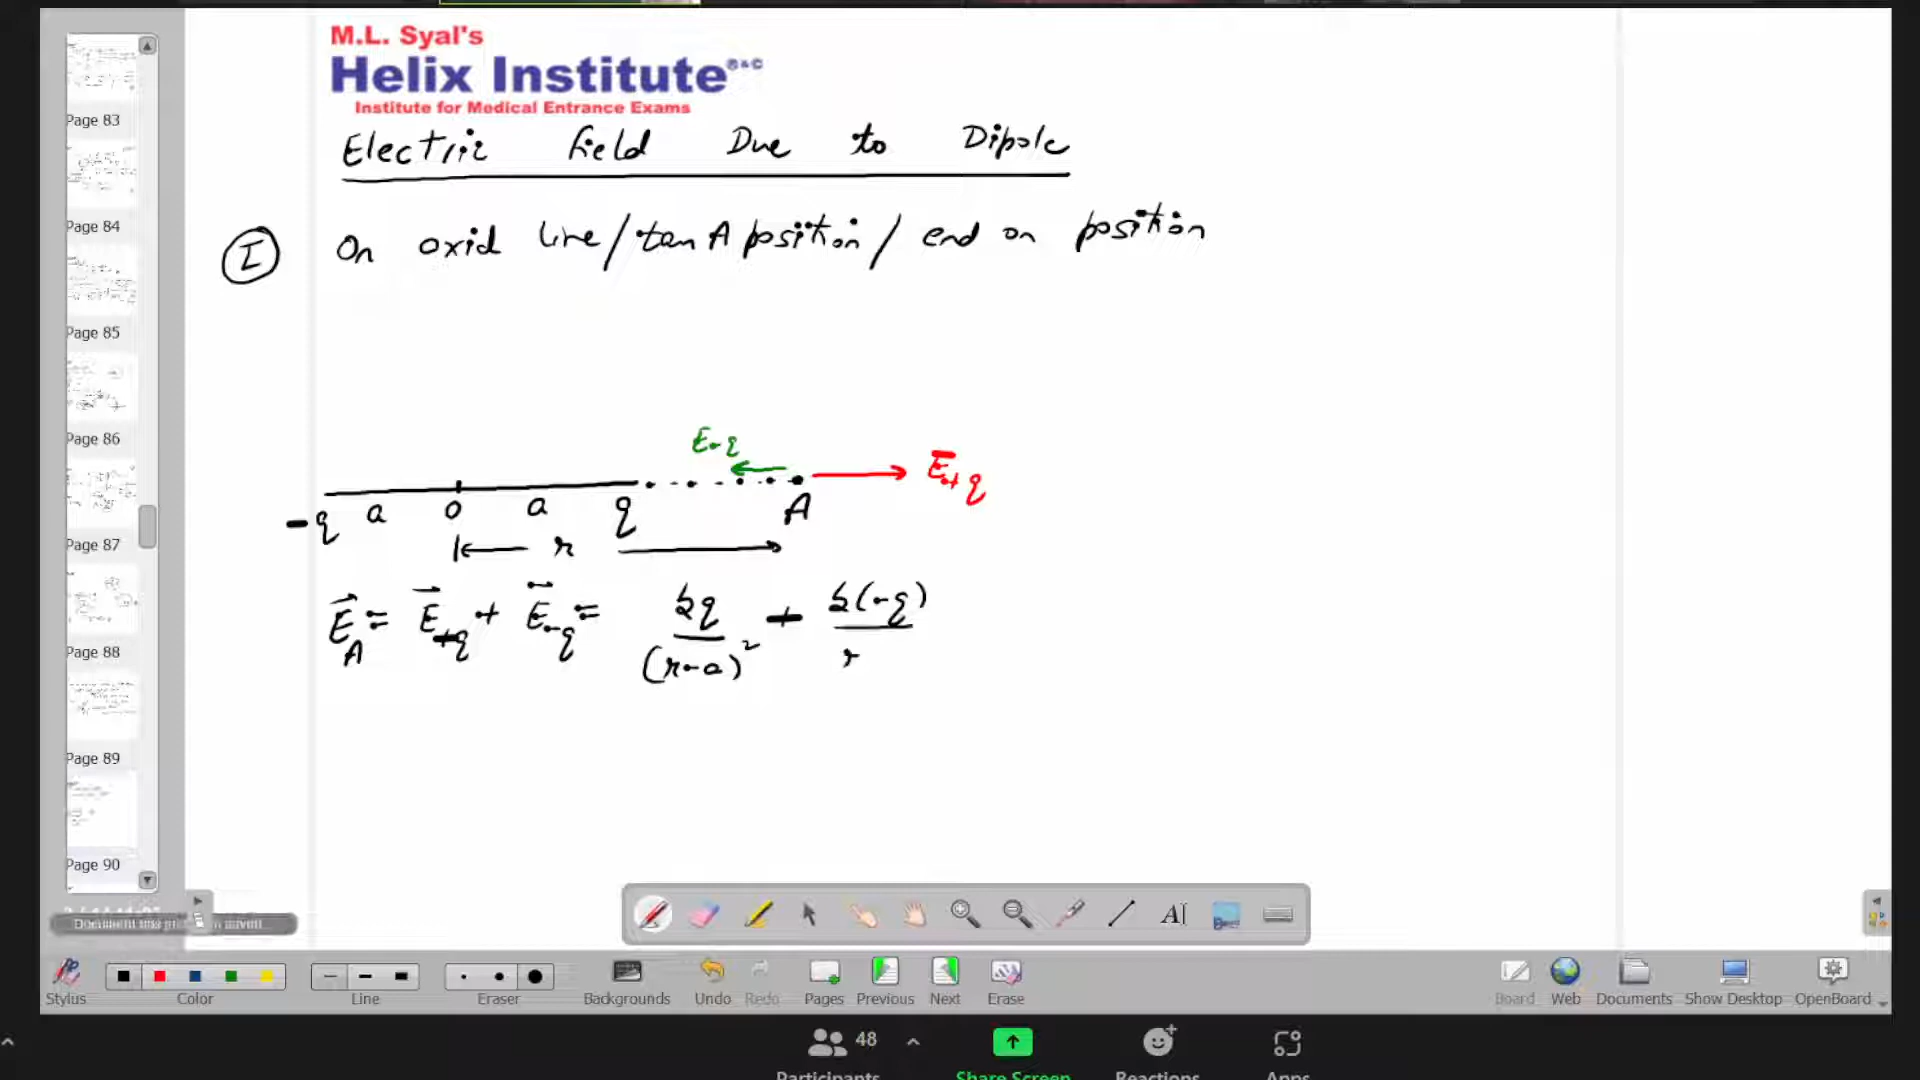 M.L. Syal's
Helix Institute ®&©
Institute for Medical Entrance Exams
Electric field Due to Dipole
I On axial line/tan A position/ end on position
E-q
E+q
-q a o a q A
r
E_A = E+q + E-q = kq/(r-a)² + k(-q)/r
Page 83
Page 84
Page 85
Page 86
Page 87
Page 88
Page 89
Page 90
Stylus Color Line Eraser Backgrounds Undo Redo Pages Previous Next Erase Board Web Documents Show Desktop OpenBoard
48
Participants Share Screen Reactions Apps